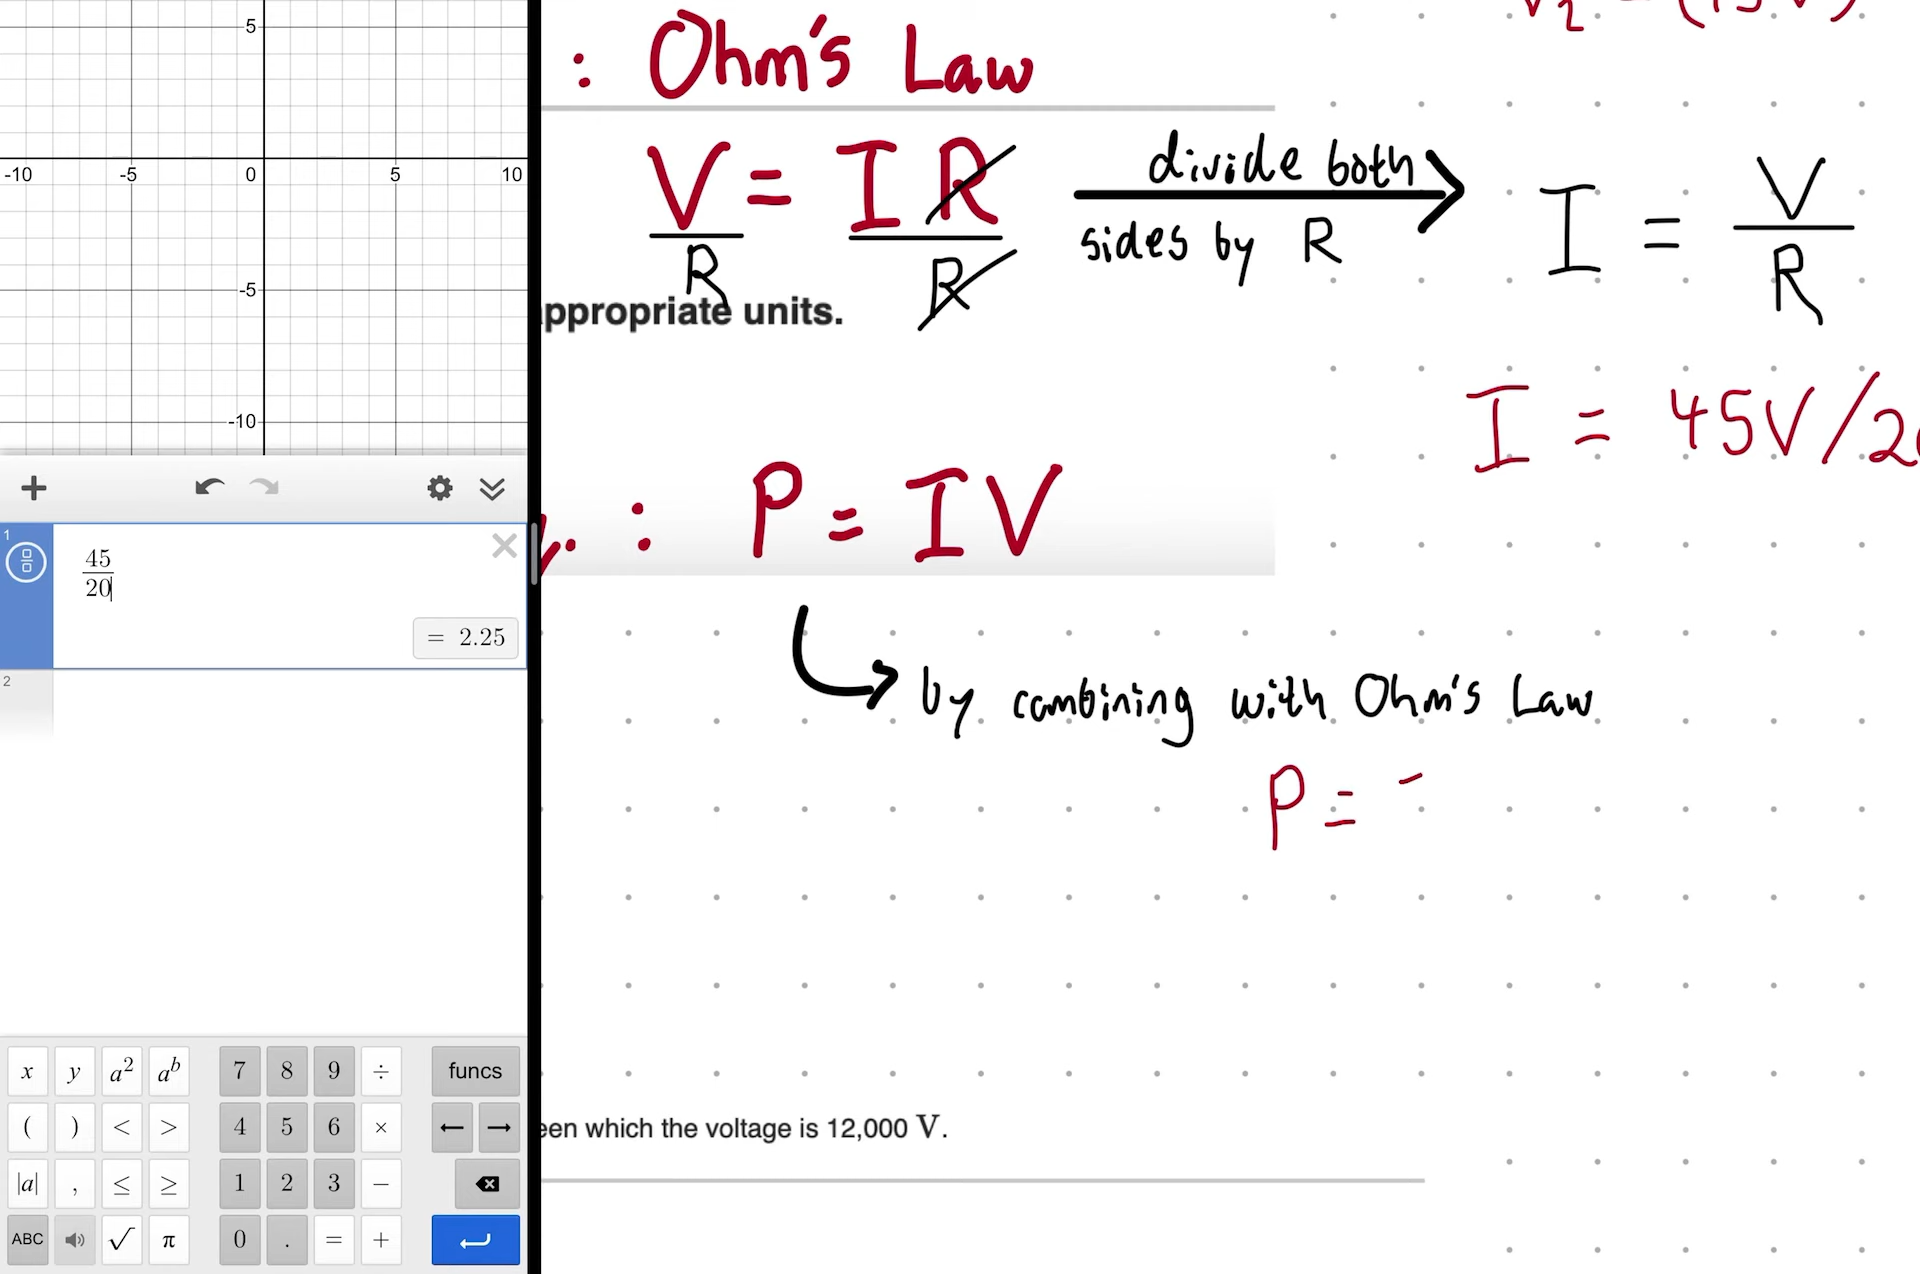 5
-10 -5 0 5 10
-5
-10
1
45
20
= 2.25
2
x y a² aᵇ 7 8 9 ÷ funcs
( ) < > 4 5 6 × ← →
|a| , ≤ ≥ 1 2 3 −
ABC √ π 0 . = +
: Ohm's Law
V = I R
R R
divide both
sides by R
I = V
R
ppropriate units.
I = 45V/2
: P = I V
by combining with Ohm's Law
P =
een which the voltage is 12,000 V.